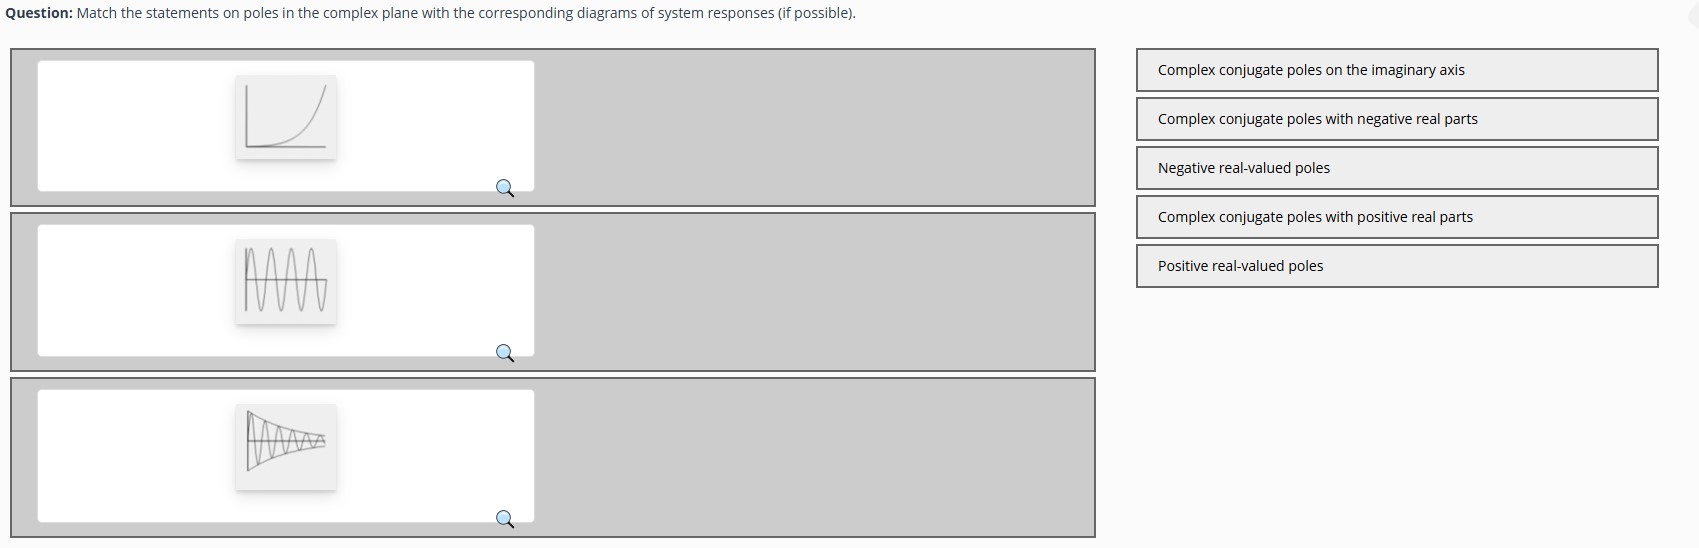 Question: Match the statements on poles in the complex plane with the corresponding diagrams of system responses (if possible).
Complex conjugate poles on the imaginary axis
Complex conjugate poles with negative real parts
Negative real-valued poles
Complex conjugate poles with positive real parts
Positive real-valued poles